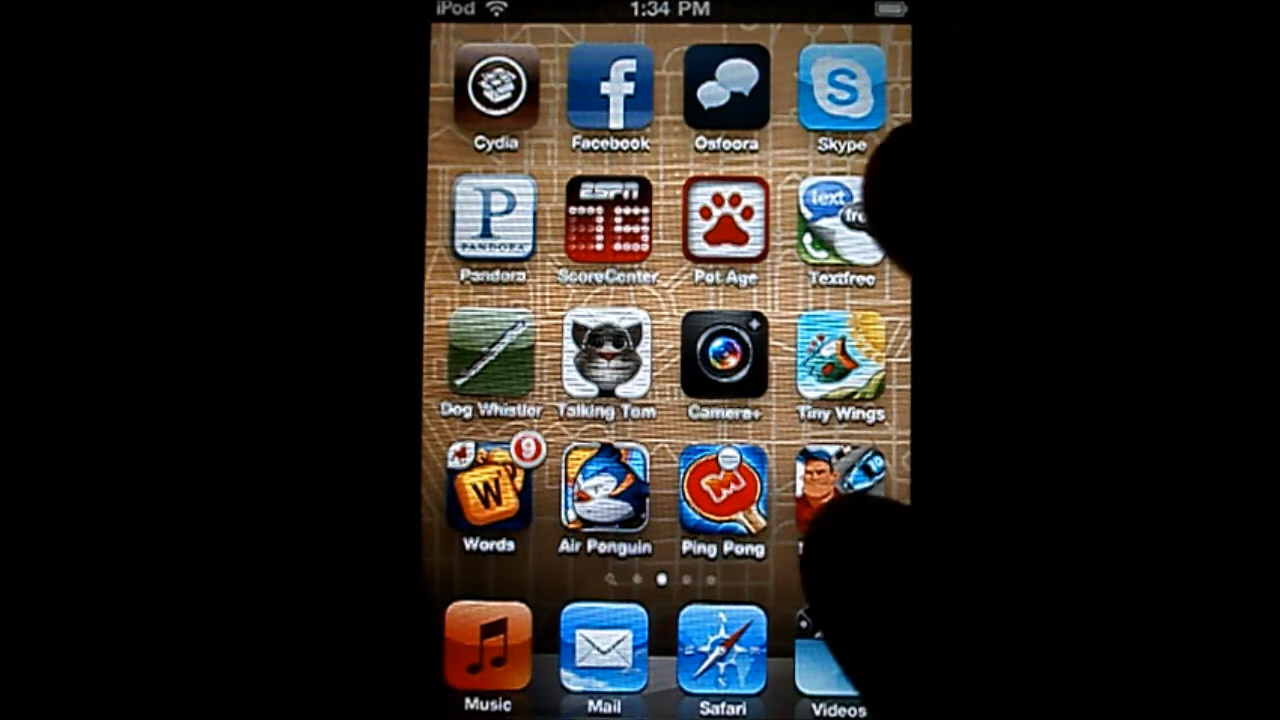 iPod 1:34 PM
Cydia Facebook Osfoora Skype
P
PANDORA
ESPN
Text
fre
Pandora ScoreCenter Pet Age Textfree
Dog Whistler Talking Tom Camera+ Tiny Wings
9
W
M
Words Air Penguin Ping Pong
Music Mail Safari Videos